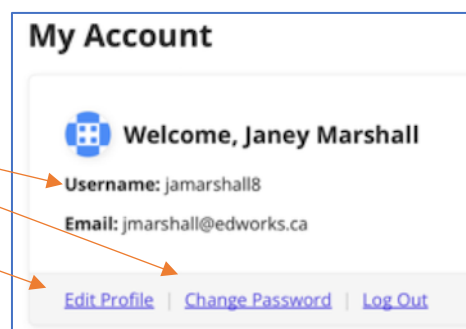 My Account
Welcome, Janey Marshall
Username: jamarshall8
Email: jmarshall@edworks.ca
Edit Profile | Change Password | Log Out